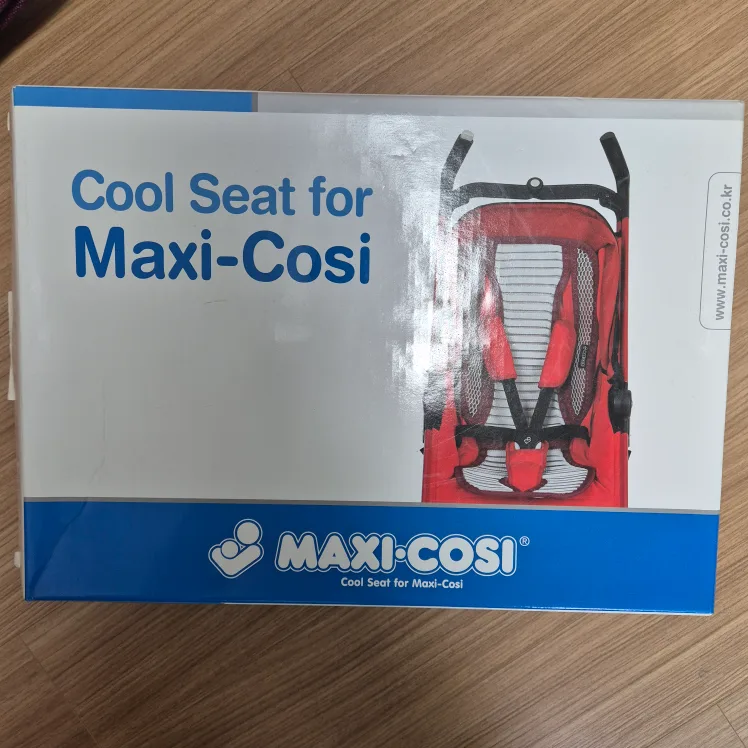 Cool Seat for
Maxi-Cosi
www.maxi-cosi.co.kr
MAXI·COSI®
Cool Seat for Maxi-Cosi